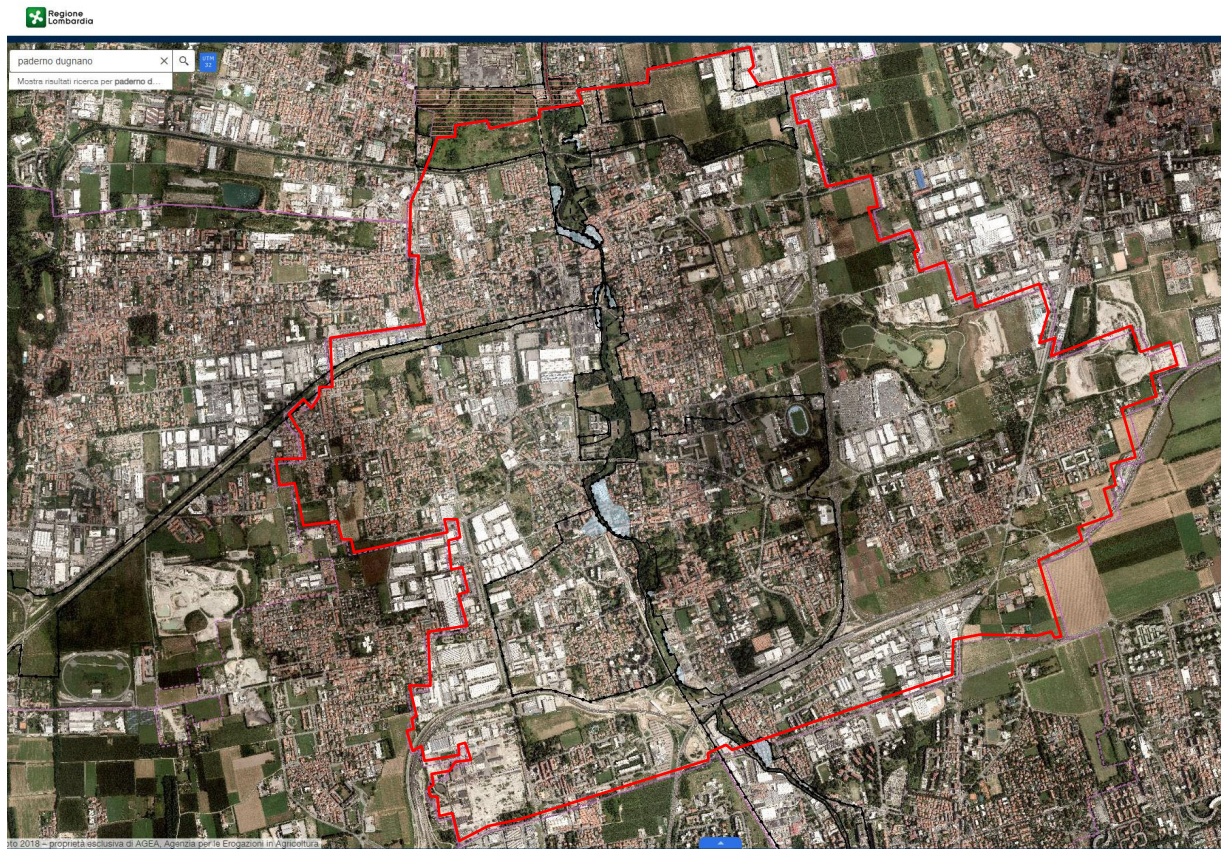 Regione
Lombardia
paderno dugnano
UTM
32
Mostra risultati ricerca per paderno d...
oto 2018 – proprietà esclusiva di AGEA, Agenzia per le Erogazioni in Agricoltura